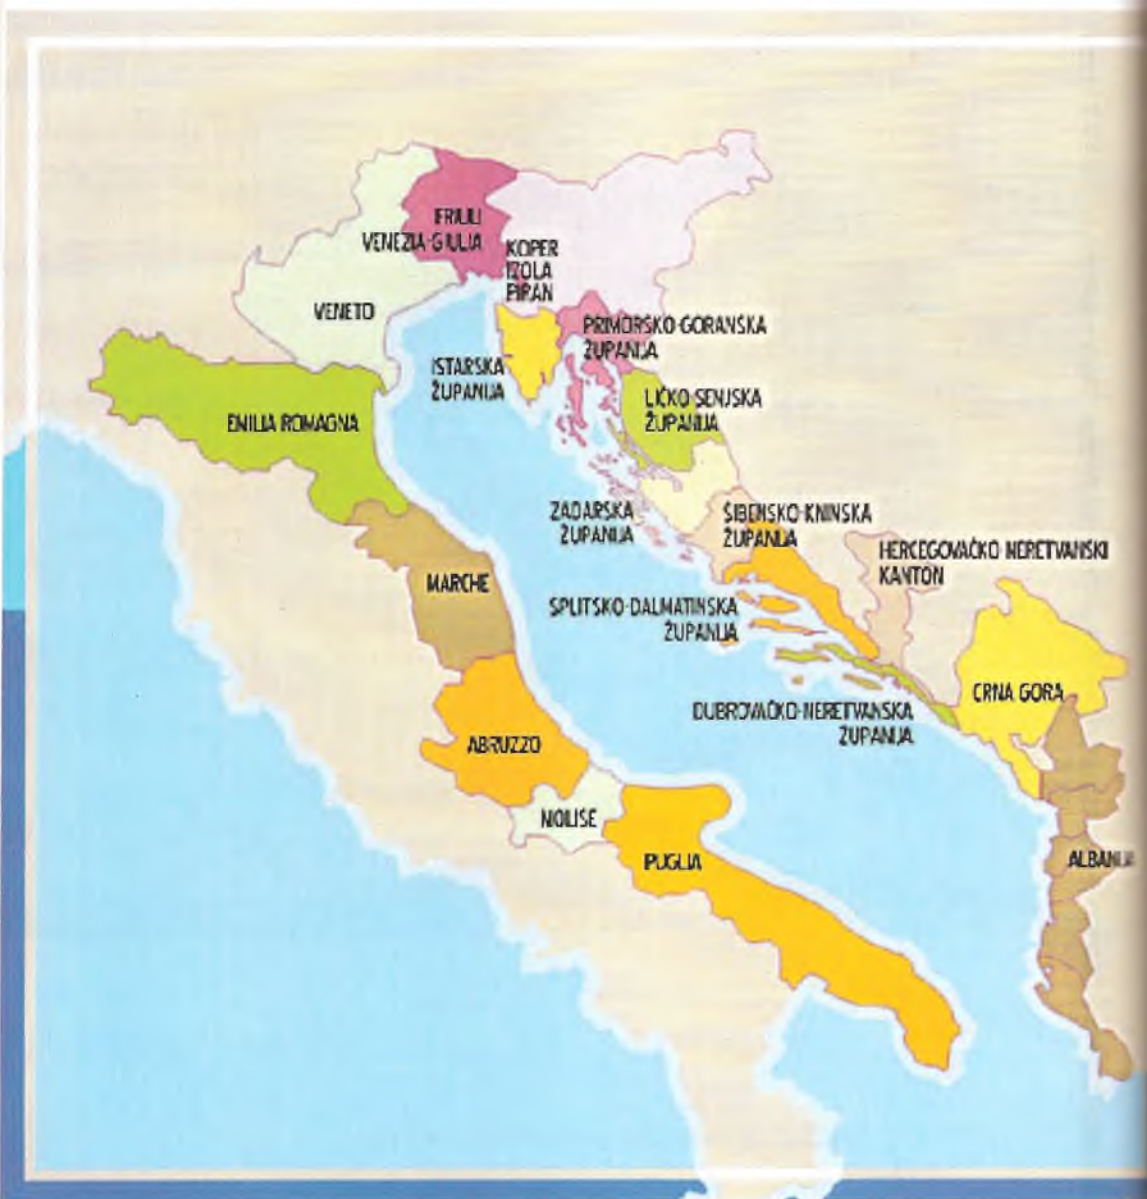 FRIULI
VENEZIA-GIULIA
KOPER
IZOLA
PIRAN
VENETO
PRIMORSKO-GORANSKA
ŽUPANIJA
ISTARSKA
ŽUPANIJA
LIČKO-SENJSKA
ŽUPANIJA
EMILIA ROMAGNA
ZADARSKA
ŽUPANIJA
ŠIBENSKO-KNINSKA
ŽUPANIJA
HERCEGOVAČKO-NERETVANSKI
KANTON
MARCHE
SPLITSKO-DALMATINSKA
ŽUPANIJA
CRNA GORA
DUBROVAČKO-NERETVANSKA
ŽUPANIJA
ABRUZZO
MOLISE
PUGLIA
ALBANIJA